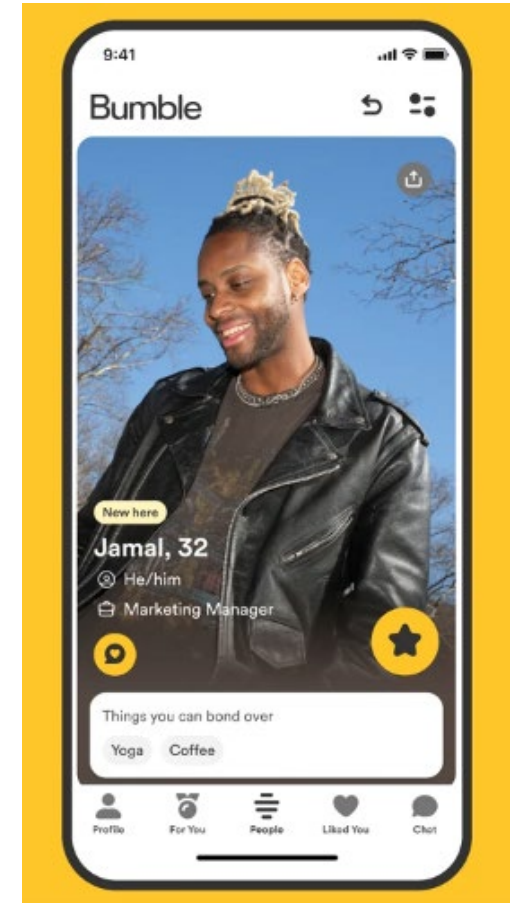 9:41
Bumble
New here
Jamal, 32
He/him
Marketing Manager
Things you can bond over
Yoga Coffee
Profile For You People Liked You Chat